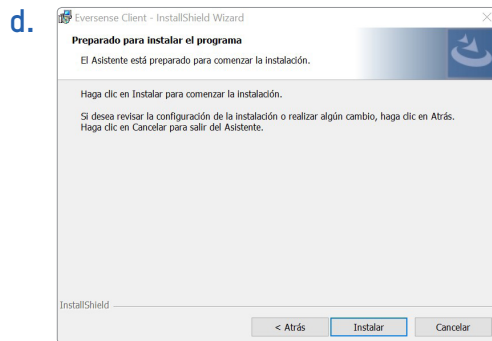 d.
Eversense Client - InstallShield Wizard
Preparado para instalar el programa
El Asistente está preparado para comenzar la instalación.
Haga clic en Instalar para comenzar la instalación.
Si desea revisar la configuración de la instalación o realizar algún cambio, haga clic en Atrás.
Haga clic en Cancelar para salir del Asistente.
InstallShield
< Atrás Instalar Cancelar